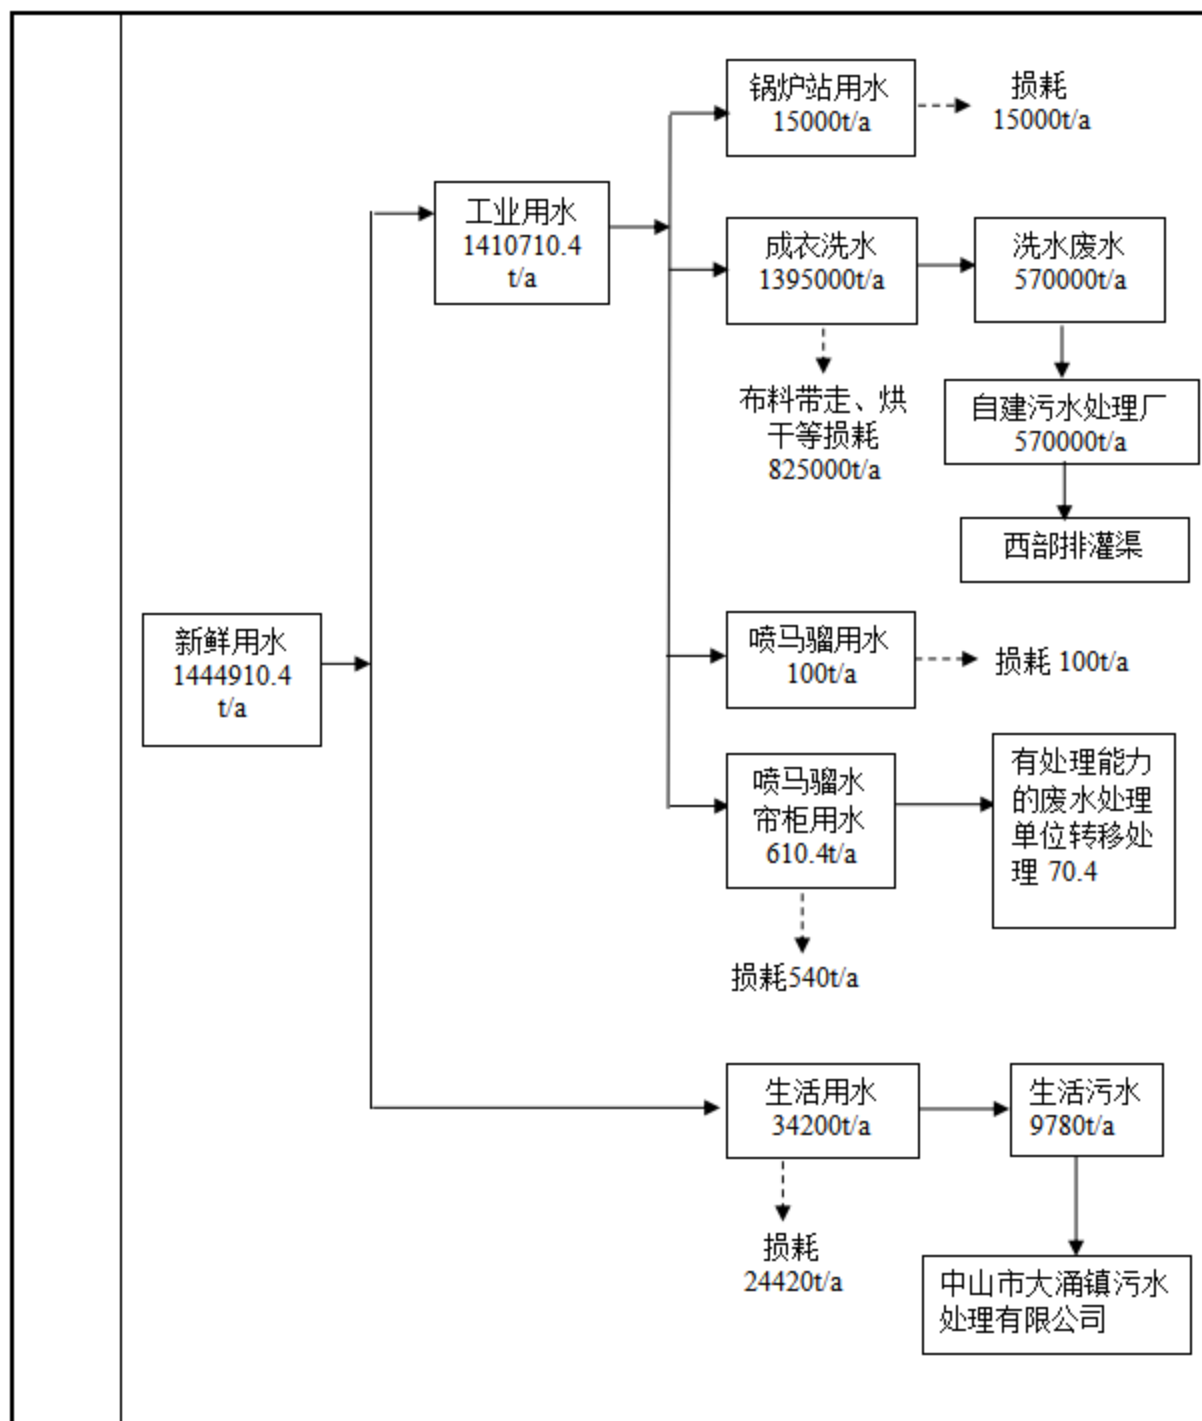 锅炉站用水
15000t/a
损耗
15000t/a
工业用水
1410710.4
t/a
成衣洗水
1395000t/a
洗水废水
570000t/a
布料带走、烘
干等损耗
825000t/a
自建污水处理厂
570000t/a
西部排灌渠
新鲜用水
1444910.4
t/a
喷马骝用水
100t/a
损耗 100t/a
喷马骝水
帘柜用水
610.4t/a
有处理能力
的废水处理
单位转移处
理 70.4
损耗540t/a
生活用水
34200t/a
生活污水
9780t/a
损耗
24420t/a
中山市大涌镇污水
处理有限公司